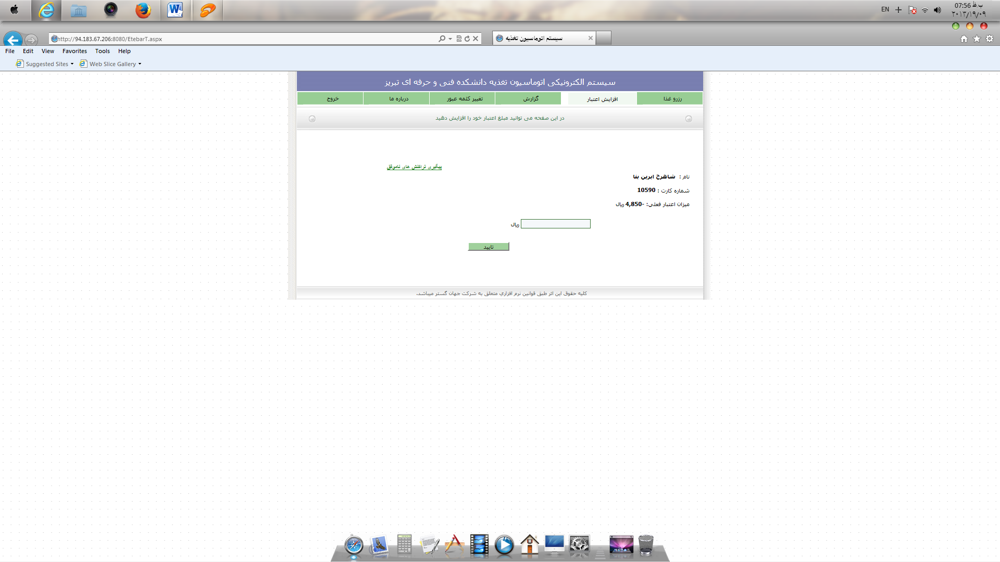 EN
07:56 ب.ظ
۲۰۱۳/۱۹/۰۹
http://94.183.67.206:8080/EtebarT.aspx
سیستم اتوماسیون تغذیه
File Edit View Favorites Tools Help
Suggested Sites Web Slice Gallery
سیستم الکترونیکی اتوماسیون تغذیه دانشکده فنی و حرفه ای تبریز
رزرو غذا افزایش اعتبار گزارش تغییر کلمه عبور درباره ما خروج
در این صفحه می توانید مبلغ اعتبار خود را افزایش دهید
پیگیری تراکنش های ناموفق
نام : شاهرخ ابرین بنا
شماره کارت : 10590
میزان اعتبار فعلي: -4,850 ریال
ریال
تایید
کلیه حقوق این اثر طبق قوانین نرم افزاري متعلق به شرکت جهان گستر میباشد.